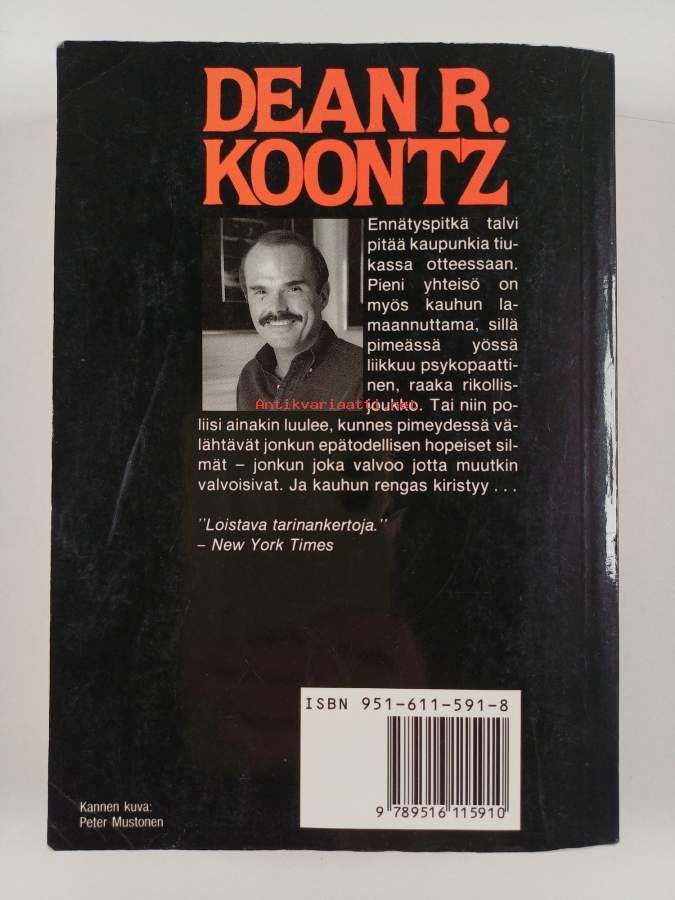 DEAN R.
KOONTZ
Ennätyspitkä talvi
pitää kaupunkia tiu-
kassa otteessaan.
Pieni yhteisö on
myös kauhun la-
maannuttama, sillä
pimeässä yössä
liikkuu psykopaatti-
nen, raaka rikollis-
joukko. Tai niin po-
Antikvariaatti.net
liisi ainakin luulee, kunnes pimeydessä vä-
lähtävät jonkun epätodellisen hopeiset sil-
mät – jonkun joka valvoo jotta muutkin
valvoisivat. Ja kauhun rengas kiristyy . . .
''Loistava tarinankertoja.''
– New York Times
ISBN 951-611-591-8
9 789516 115910
Kannen kuva:
Peter Mustonen